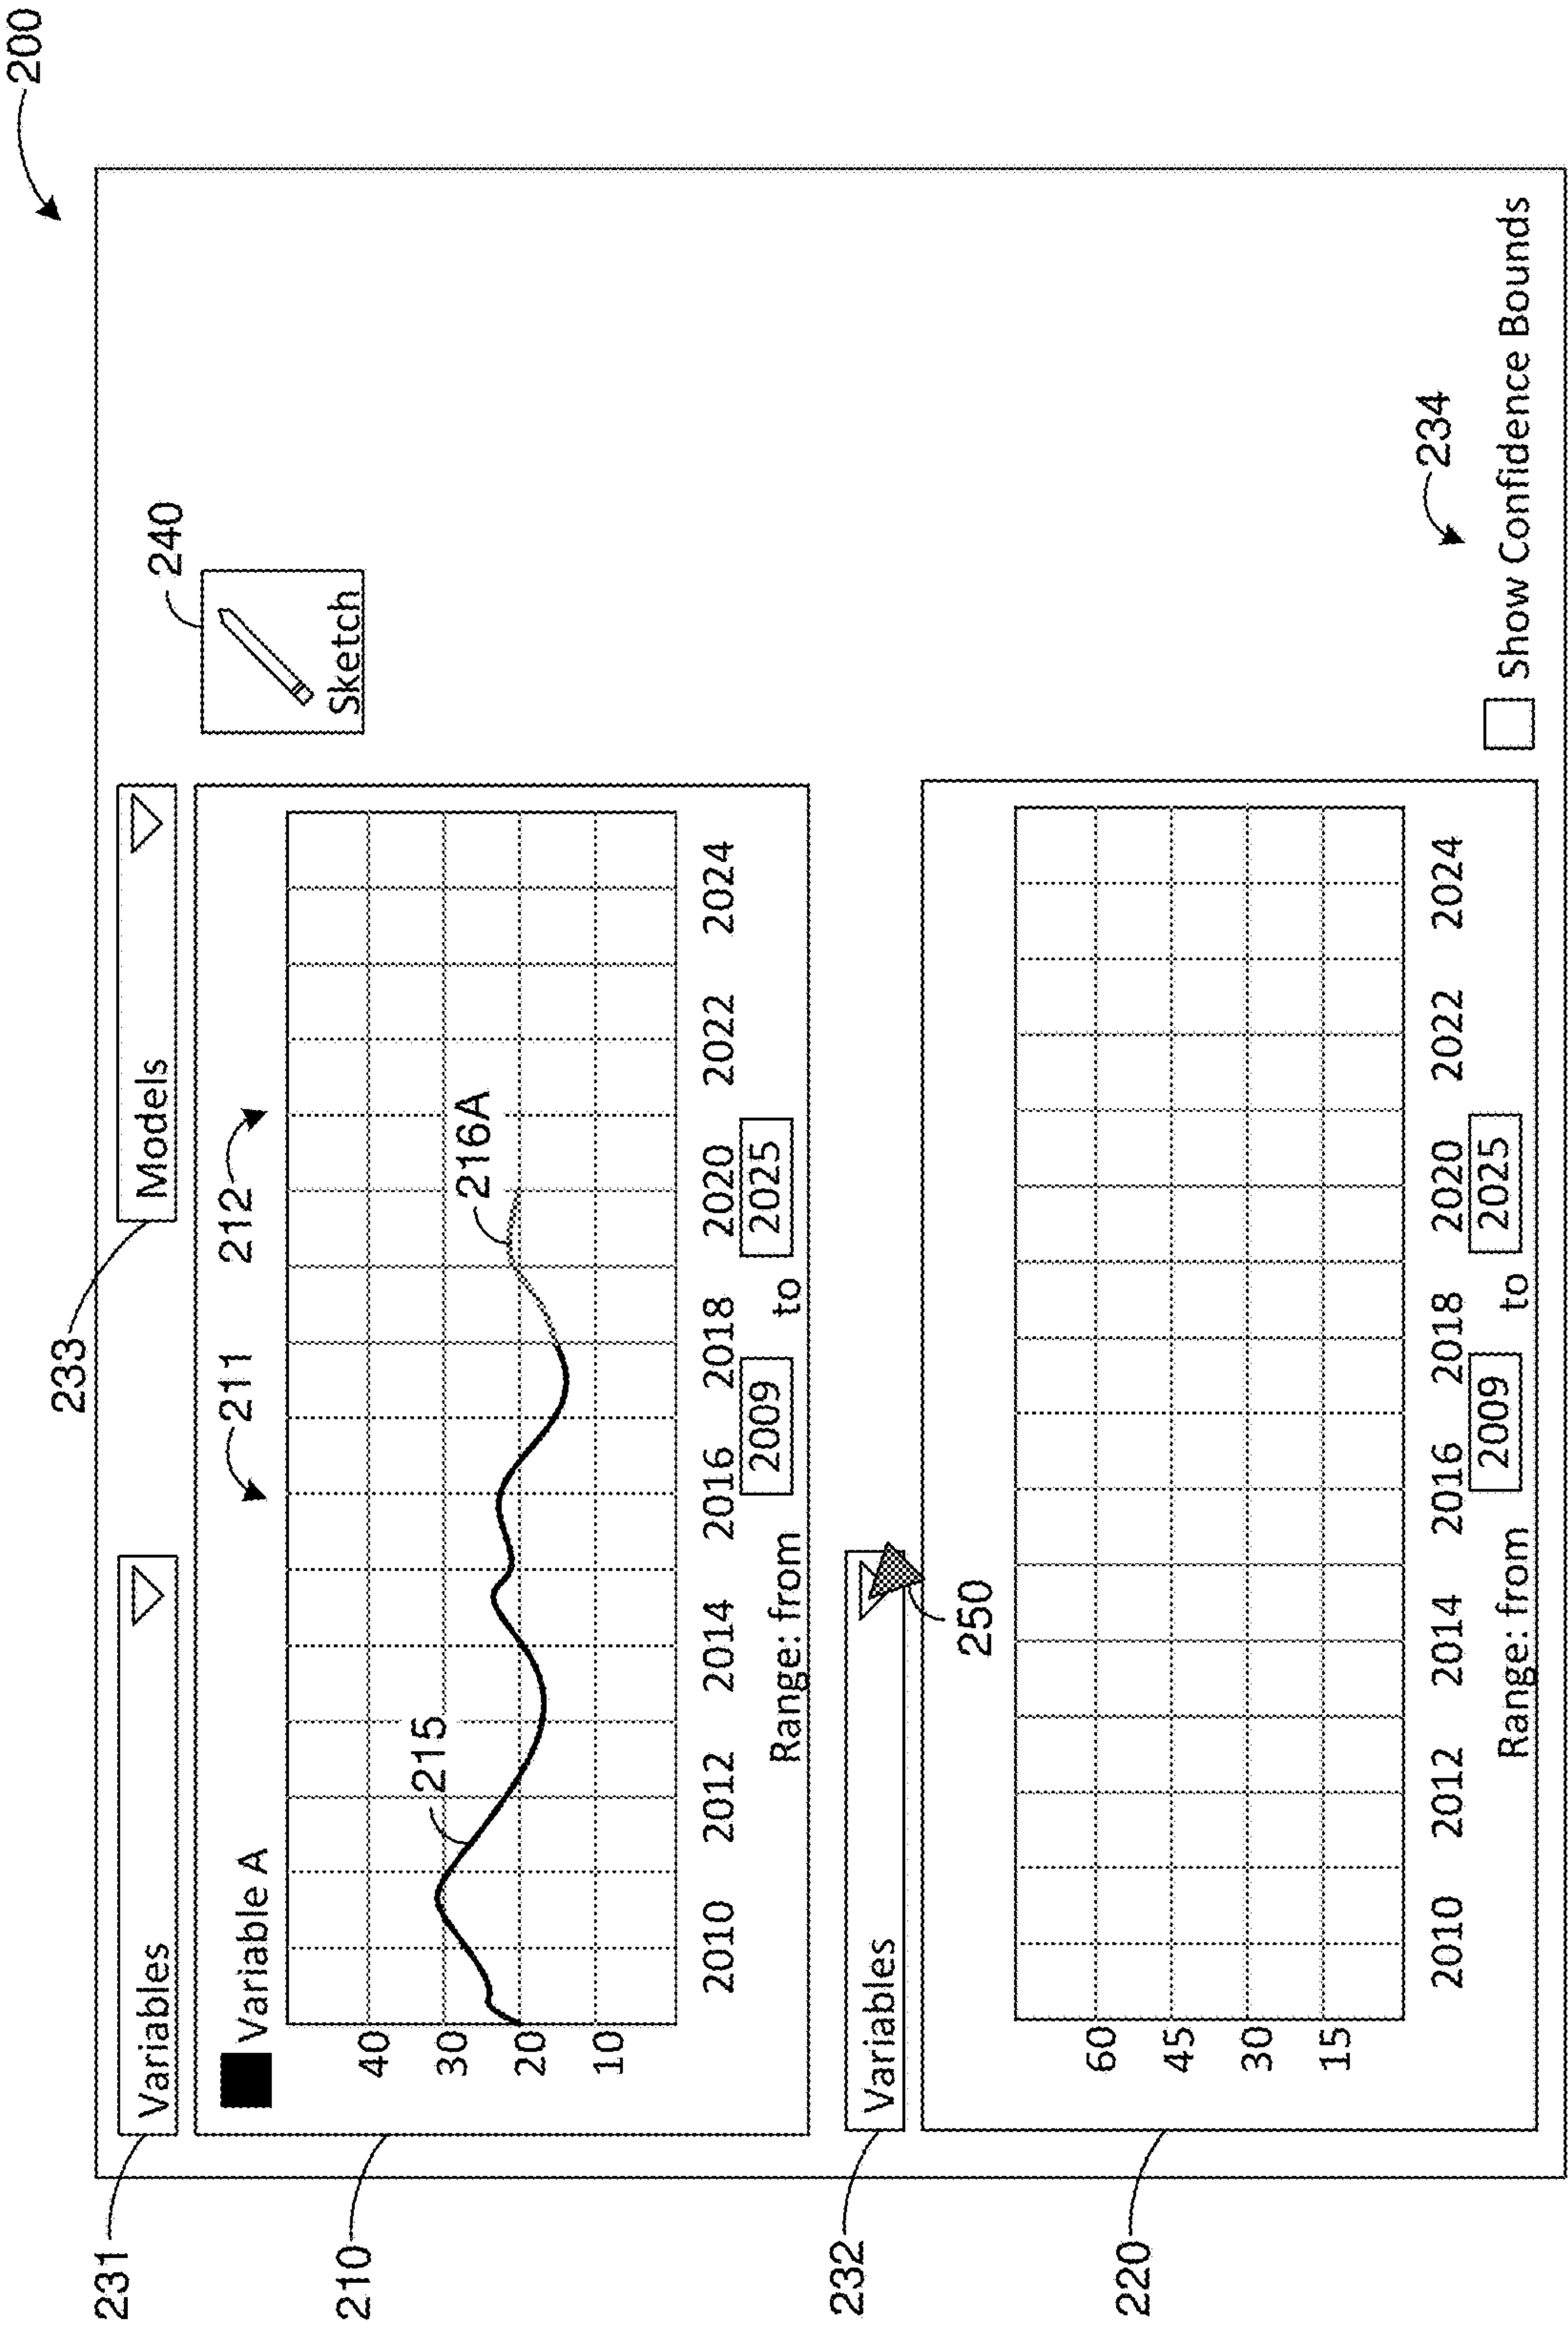 200
231
Variables
233
Models
240
Sketch
210
Variable A
211
212
40
30
20
10
215
216A
2010 2012 2014 2016 2018 2020 2022 2024
Range: from 2009 to 2025
232
Variables
250
220
60
45
30
15
2010 2012 2014 2016 2018 2020 2022 2024
Range: from 2009 to 2025
234
Show Confidence Bounds